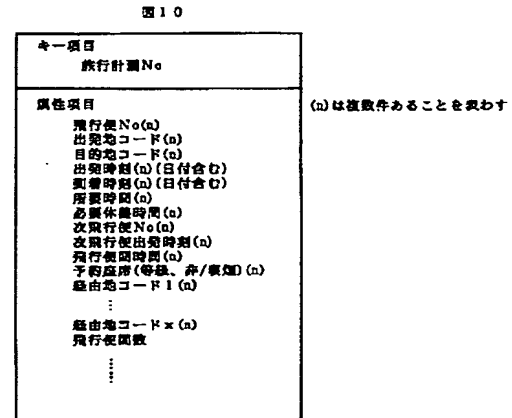 図10
キー項目
旅行計画No
属性項目
(n)は複数件あることを表わす
飛行便No(n)
出発地コード(n)
目的地コード(n)
出発時刻(n)(日付含む)
到着時刻(n)(日付含む)
所要時間(n)
必要休養時間(n)
次飛行便No(n)
次飛行便出発時刻(n)
飛行便間時間(n)
予約座席(等級、非/喫煙)(n)
経由地コード1(n)
経由地コードx(n)
飛行便間数